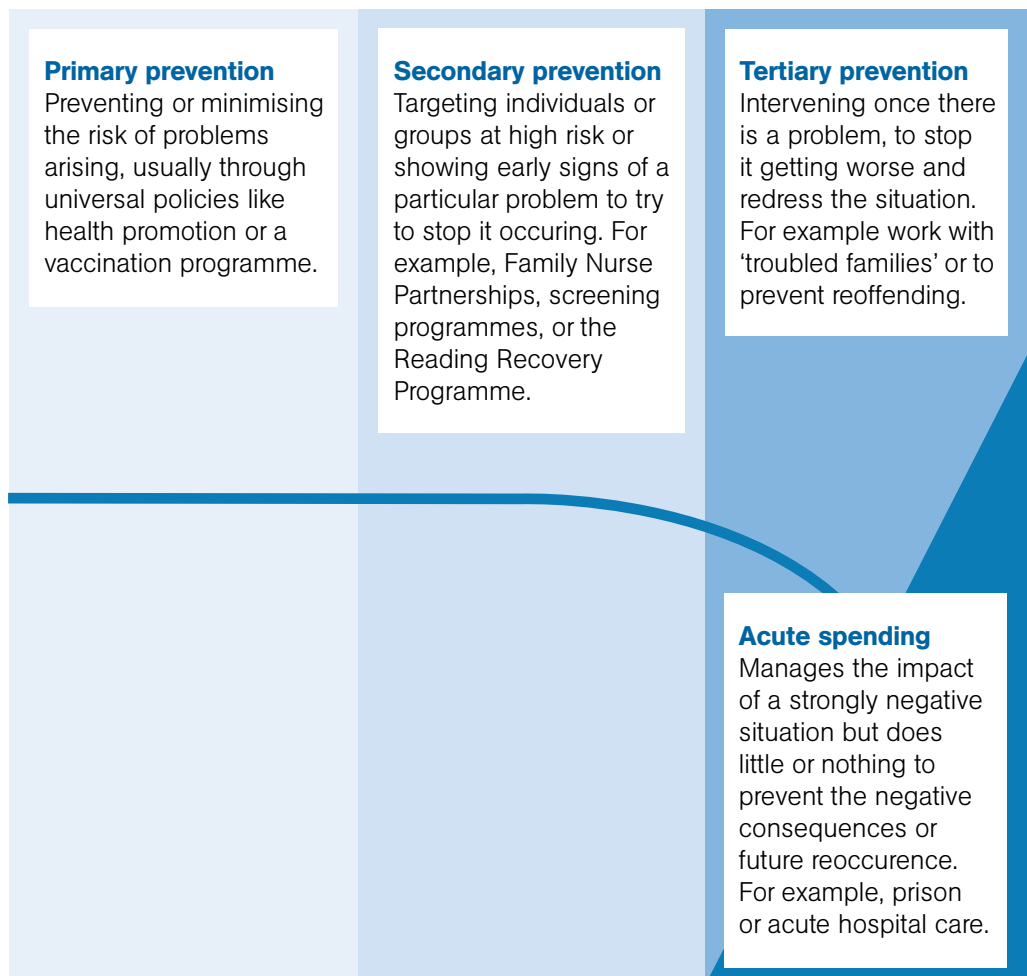 Primary prevention
Preventing or minimising
the risk of problems
arising, usually through
universal policies like
health promotion or a
vaccination programme.
Secondary prevention
Targeting individuals or
groups at high risk or
showing early signs of a
particular problem to try
to stop it occuring. For
example, Family Nurse
Partnerships, screening
programmes, or the
Reading Recovery
Programme.
Tertiary prevention
Intervening once there
is a problem, to stop
it getting worse and
redress the situation.
For example work with
‘troubled families’ or to
prevent reoffending.
Acute spending
Manages the impact
of a strongly negative
situation but does
little or nothing to
prevent the negative
consequences or
future reoccurence.
For example, prison
or acute hospital care.